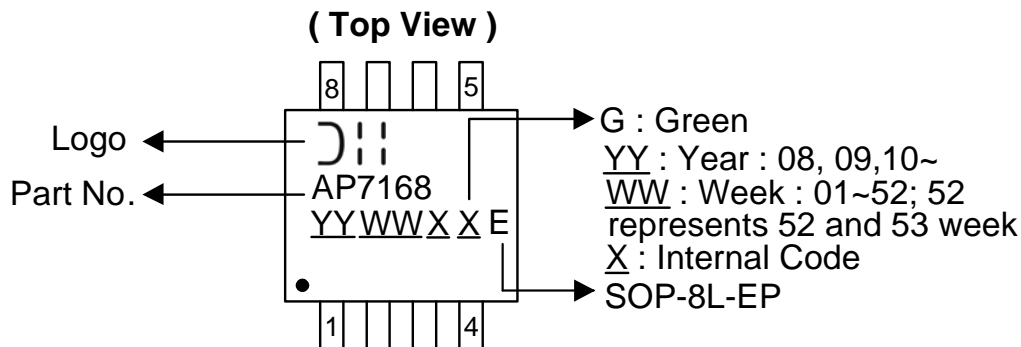 ( Top View )
8 5
Logo
Part No.
AP7168
YY WW X X E
1 4
G : Green
YY : Year : 08, 09,10~
WW : Week : 01~52; 52
represents 52 and 53 week
X : Internal Code
SOP-8L-EP